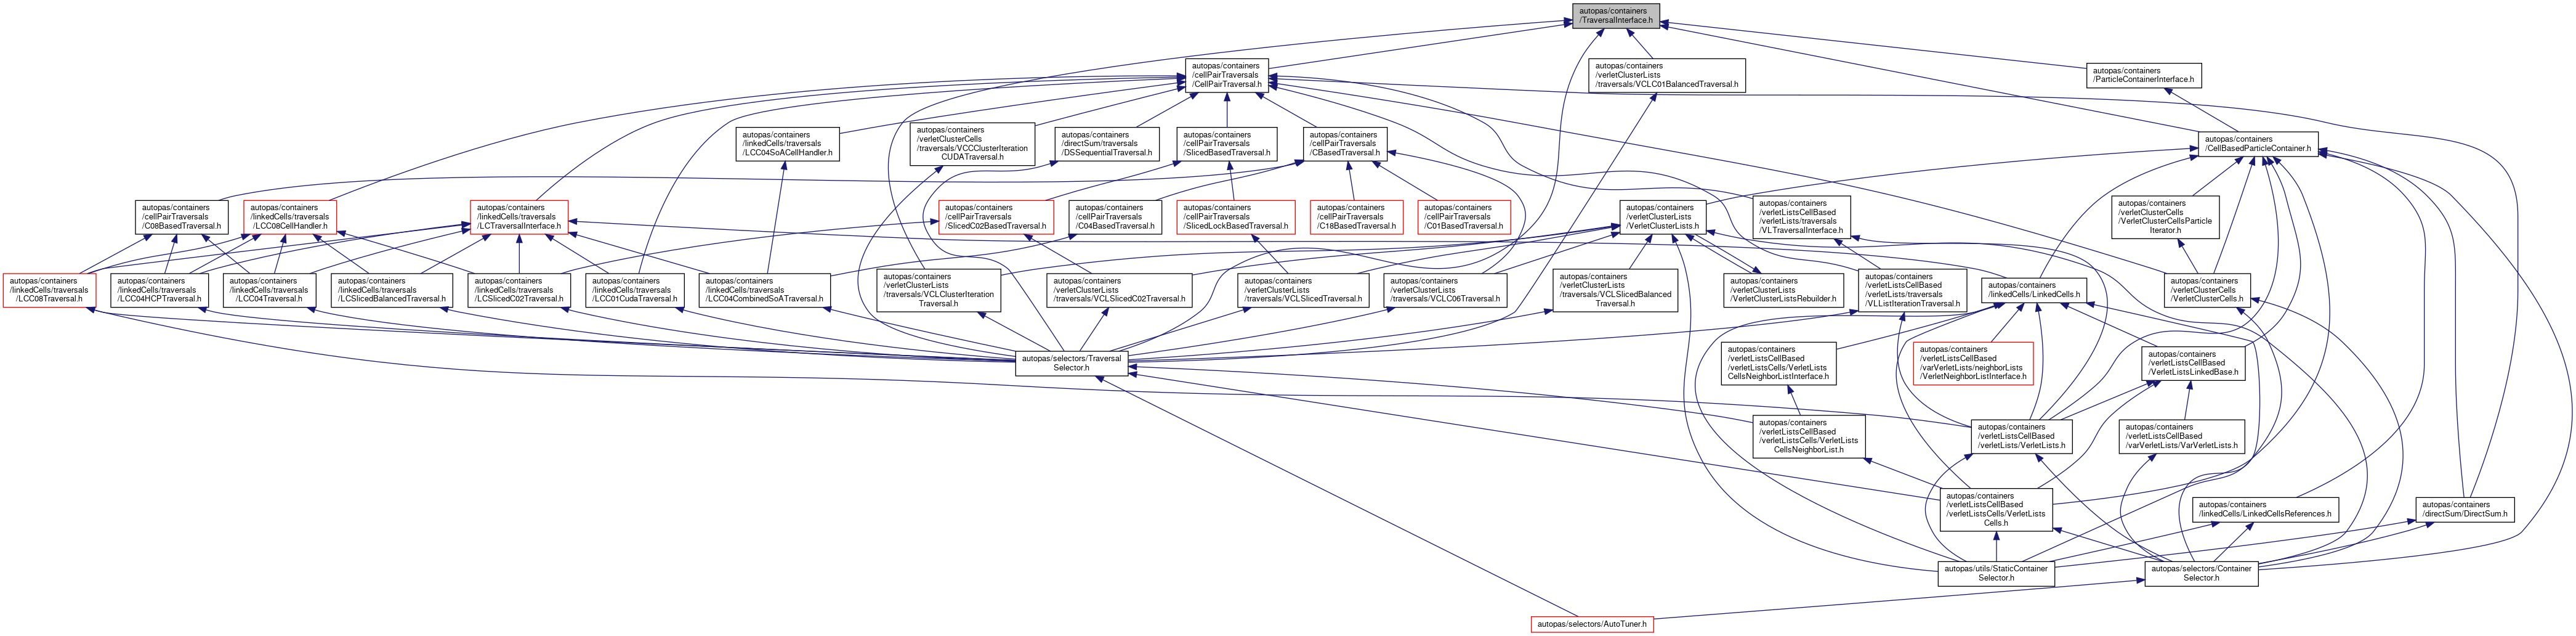 autopas/containers
/TraversalInterface.h
autopas/containers
/cellPairTraversals
/CellPairTraversal.h
autopas/containers
/verletClusterLists
/traversals/VCLC01BalancedTraversal.h
autopas/containers
/ParticleContainerInterface.h
autopas/containers
/linkedCells/traversals
/LCC04SoACellHandler.h
autopas/containers
/verletClusterCells
/traversals/VCCClusterIteration
CUDATraversal.h
autopas/containers
/directSum/traversals
/DSSequentialTraversal.h
autopas/containers
/cellPairTraversals
/SlicedBasedTraversal.h
autopas/containers
/cellPairTraversals
/CBasedTraversal.h
autopas/containers
/CellBasedParticleContainer.h
autopas/containers
/cellPairTraversals
/C08BasedTraversal.h
autopas/containers
/linkedCells/traversals
/LCC08CellHandler.h
autopas/containers
/linkedCells/traversals
/LCTraversalInterface.h
autopas/containers
/cellPairTraversals
/SlicedC02BasedTraversal.h
autopas/containers
/cellPairTraversals
/C04BasedTraversal.h
autopas/containers
/cellPairTraversals
/SlicedLockBasedTraversal.h
autopas/containers
/cellPairTraversals
/C18BasedTraversal.h
autopas/containers
/cellPairTraversals
/C01BasedTraversal.h
autopas/containers
/verletClusterLists
/VerletClusterLists.h
autopas/containers
/verletListsCellBased
/verletLists/traversals
/VLTraversalInterface.h
autopas/containers
/verletClusterCells
/VerletClusterCellsParticle
Iterator.h
autopas/containers
/linkedCells/traversals
/LCC08Traversal.h
autopas/containers
/linkedCells/traversals
/LCC04HCPTraversal.h
autopas/containers
/linkedCells/traversals
/LCC04Traversal.h
autopas/containers
/linkedCells/traversals
/LCSlicedBalancedTraversal.h
autopas/containers
/linkedCells/traversals
/LCSlicedC02Traversal.h
autopas/containers
/linkedCells/traversals
/LCC01CudaTraversal.h
autopas/containers
/linkedCells/traversals
/LCC04CombinedSoATraversal.h
autopas/containers
/verletClusterLists
/traversals/VCLClusterIteration
Traversal.h
autopas/containers
/verletClusterLists
/traversals/VCLSlicedC02Traversal.h
autopas/containers
/verletClusterLists
/traversals/VCLSlicedTraversal.h
autopas/containers
/verletClusterLists
/traversals/VCLC06Traversal.h
autopas/containers
/verletClusterLists
/traversals/VCLSlicedBalanced
Traversal.h
autopas/containers
/verletClusterLists
/VerletClusterListsRebuilder.h
autopas/containers
/verletListsCellBased
/verletLists/traversals
/VLListIterationTraversal.h
autopas/containers
/linkedCells/LinkedCells.h
autopas/containers
/verletClusterCells
/VerletClusterCells.h
autopas/selectors/Traversal
Selector.h
autopas/containers
/verletListsCellBased
/verletListsCells/VerletLists
CellsNeighborListInterface.h
autopas/containers
/verletListsCellBased
/varVerletLists/neighborLists
/VerletNeighborListInterface.h
autopas/containers
/verletListsCellBased
/VerletListsLinkedBase.h
autopas/containers
/verletListsCellBased
/verletListsCells/VerletLists
CellsNeighborList.h
autopas/containers
/verletListsCellBased
/verletLists/VerletLists.h
autopas/containers
/verletListsCellBased
/varVerletLists/VarVerletLists.h
autopas/containers
/verletListsCellBased
/verletListsCells/VerletLists
Cells.h
autopas/containers
/linkedCells/LinkedCellsReferences.h
autopas/containers
/directSum/DirectSum.h
autopas/utils/StaticContainer
Selector.h
autopas/selectors/Container
Selector.h
autopas/selectors/AutoTuner.h